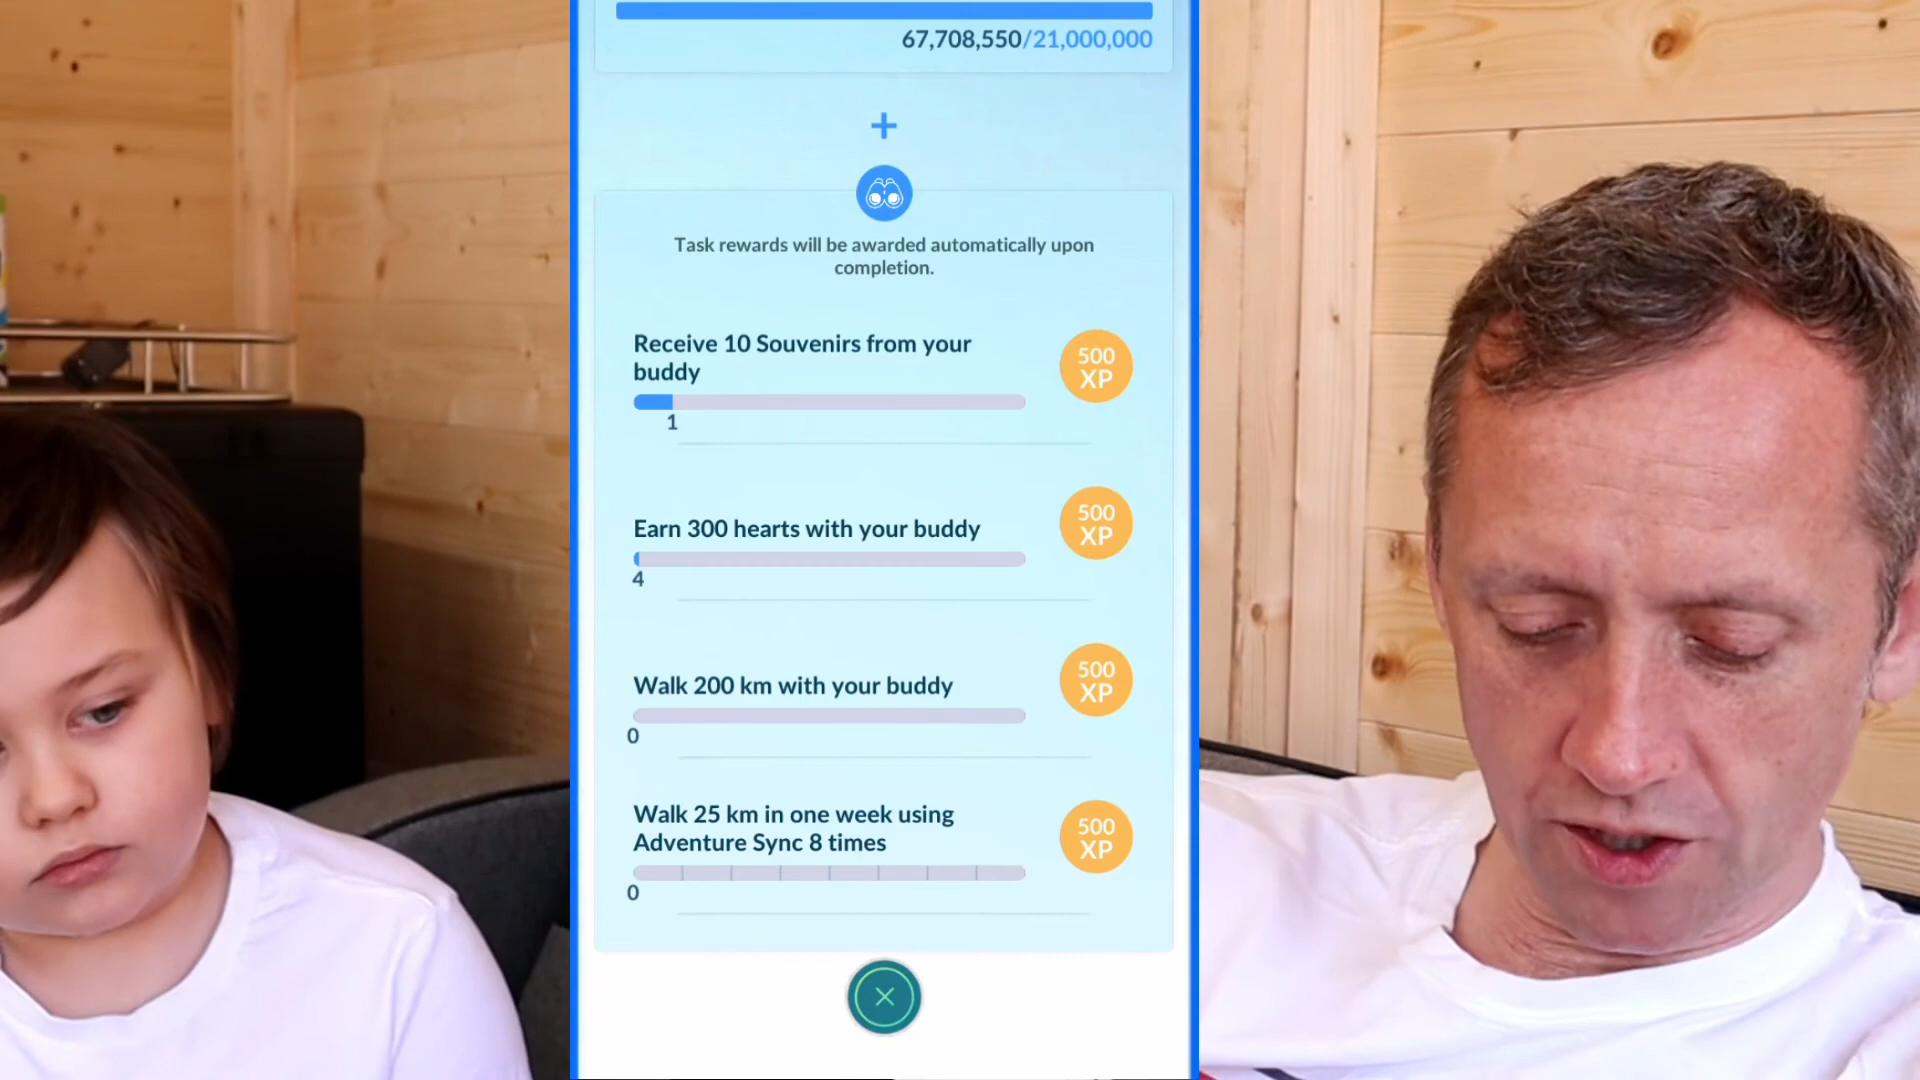 67,708,550/21,000,000
+
Task rewards will be awarded automatically upon
completion.
Receive 10 Souvenirs from your
buddy
500
XP
1
Earn 300 hearts with your buddy
500
XP
4
Walk 200 km with your buddy
500
XP
0
Walk 25 km in one week using
Adventure Sync 8 times
500
XP
0